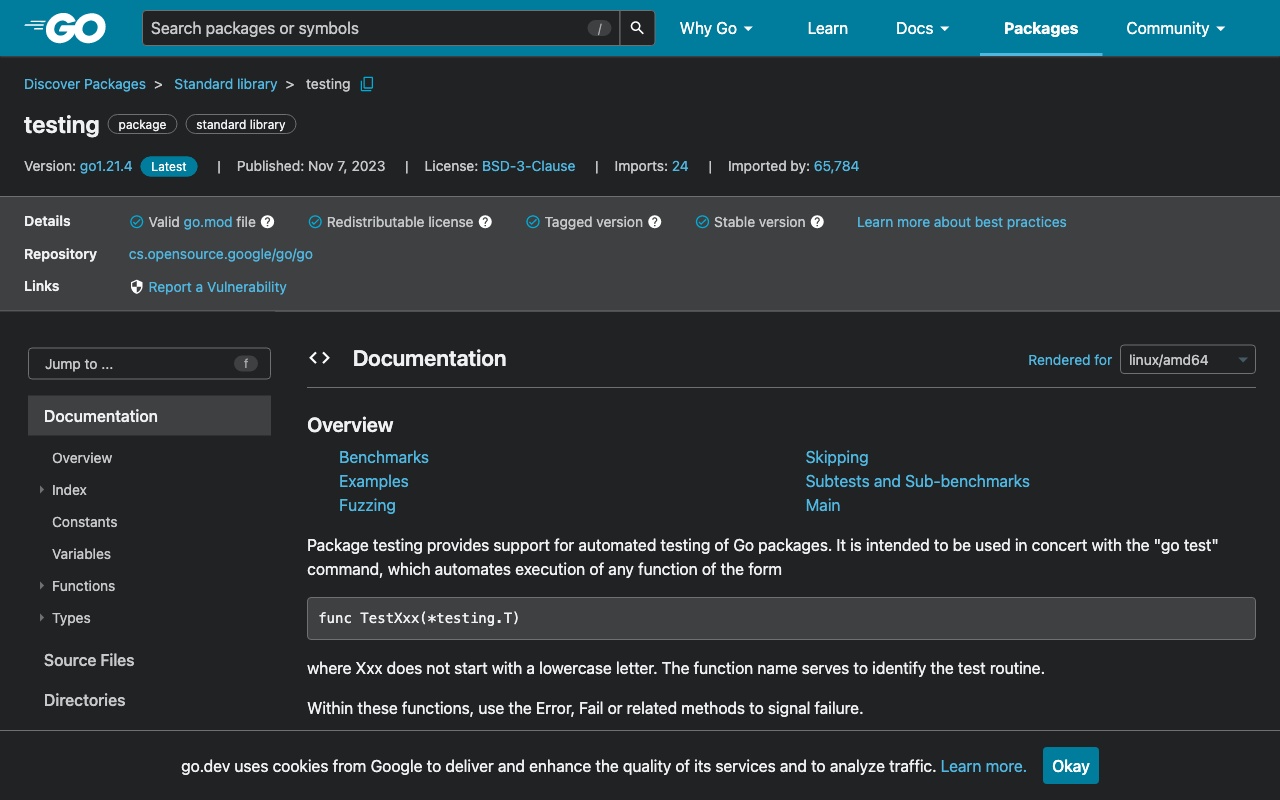 GO
Search packages or symbols /
Why Go
Learn
Docs
Packages
Community
Discover Packages > Standard library > testing
testing package standard library
Version: go1.21.4 Latest | Published: Nov 7, 2023 | License: BSD-3-Clause | Imports: 24 | Imported by: 65,784
Details Valid go.mod file ? Redistributable license ? Tagged version ? Stable version ? Learn more about best practices
Repository cs.opensource.google/go/go
Links Report a Vulnerability
Jump to ... f
Documentation
Overview
Index
Constants
Variables
Functions
Types
Source Files
Directories
<> Documentation
Rendered for linux/amd64
Overview
Benchmarks
Examples
Fuzzing
Skipping
Subtests and Sub-benchmarks
Main
Package testing provides support for automated testing of Go packages. It is intended to be used in concert with the "go test"
command, which automates execution of any function of the form
func TestXxx(*testing.T)
where Xxx does not start with a lowercase letter. The function name serves to identify the test routine.
Within these functions, use the Error, Fail or related methods to signal failure.
go.dev uses cookies from Google to deliver and enhance the quality of its services and to analyze traffic. Learn more. Okay